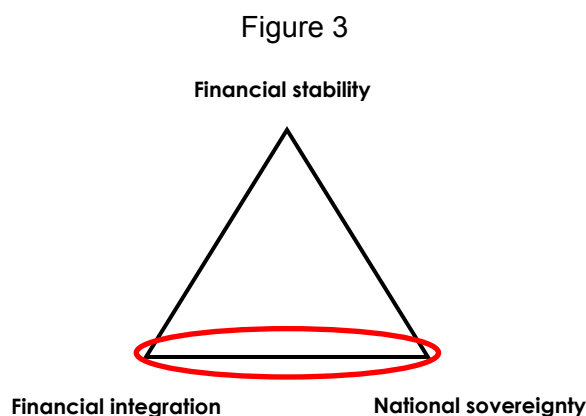 Figure 3
Financial stability
Financial integration
National sovereignty